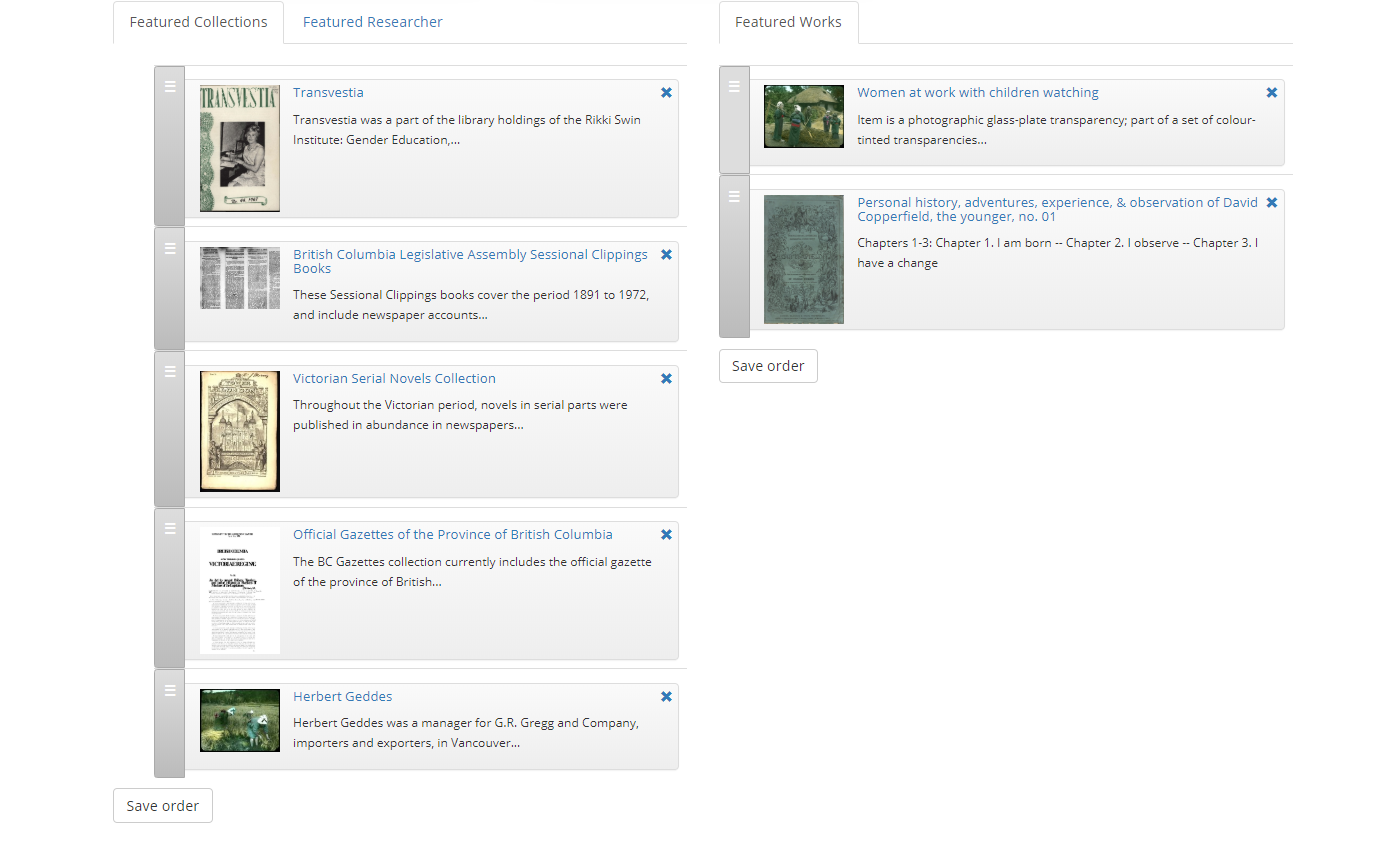 Featured Collections
Featured Researcher
TRANSVESTIA
Transvestia
Transvestia was a part of the library holdings of the Rikki Swin
Institute: Gender Education,...
British Columbia Legislative Assembly Sessional Clippings
Books
These Sessional Clippings books cover the period 1891 to 1972,
and include newspaper accounts...
Victorian Serial Novels Collection
Throughout the Victorian period, novels in serial parts were
published in abundance in newspapers...
Official Gazettes of the Province of British Columbia
The BC Gazettes collection currently includes the official gazette
of the province of British...
Herbert Geddes
Herbert Geddes was a manager for G.R. Gregg and Company,
importers and exporters, in Vancouver...
Save order
Featured Works
Women at work with children watching
Item is a photographic glass-plate transparency; part of a set of colour-
tinted transparencies...
Personal history, adventures, experience, & observation of David
Copperfield, the younger, no. 01
Chapters 1-3: Chapter 1. I am born -- Chapter 2. I observe -- Chapter 3. I
have a change
Save order